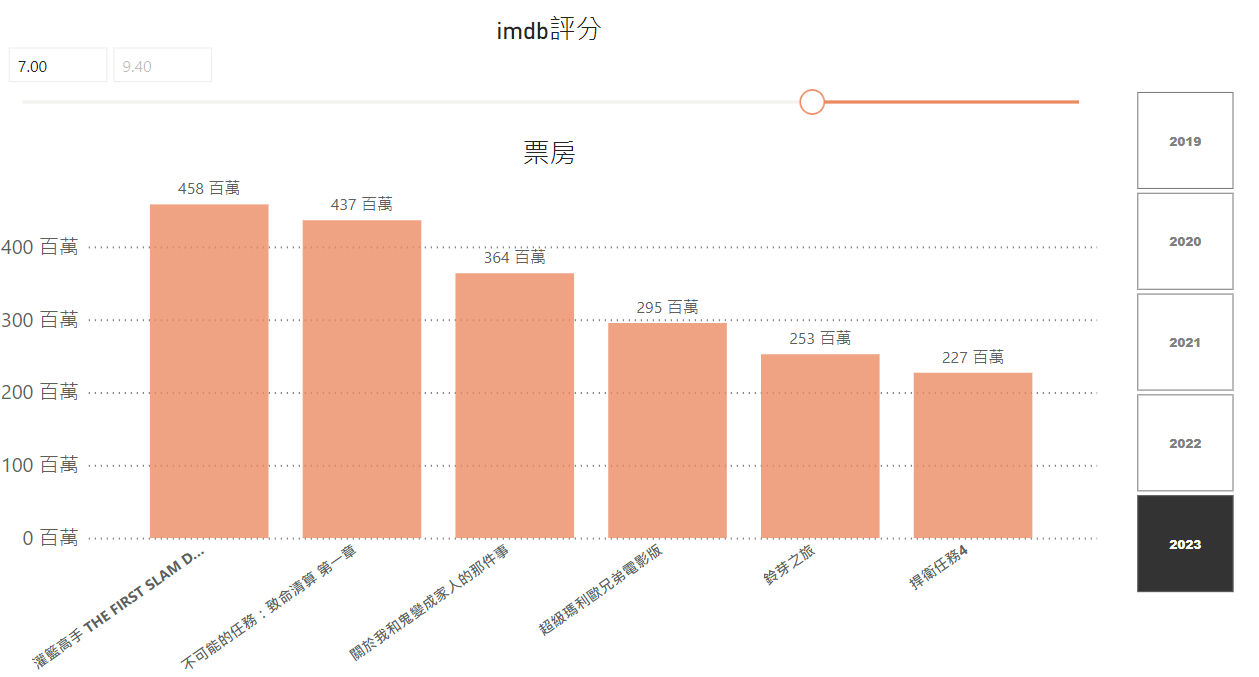 imdb評分
7.00 9.40
票房
458 百萬
437 百萬
364 百萬
295 百萬
253 百萬
227 百萬
400 百萬
300 百萬
200 百萬
100 百萬
0 百萬
灌籃高手 THE FIRST SLAM D...
不可能的任務：致命清算 第一章
關於我和鬼變成家人的那件事
超級瑪利歐兄弟電影版
鈴芽之旅
捍衛任務4
2019
2020
2021
2022
2023